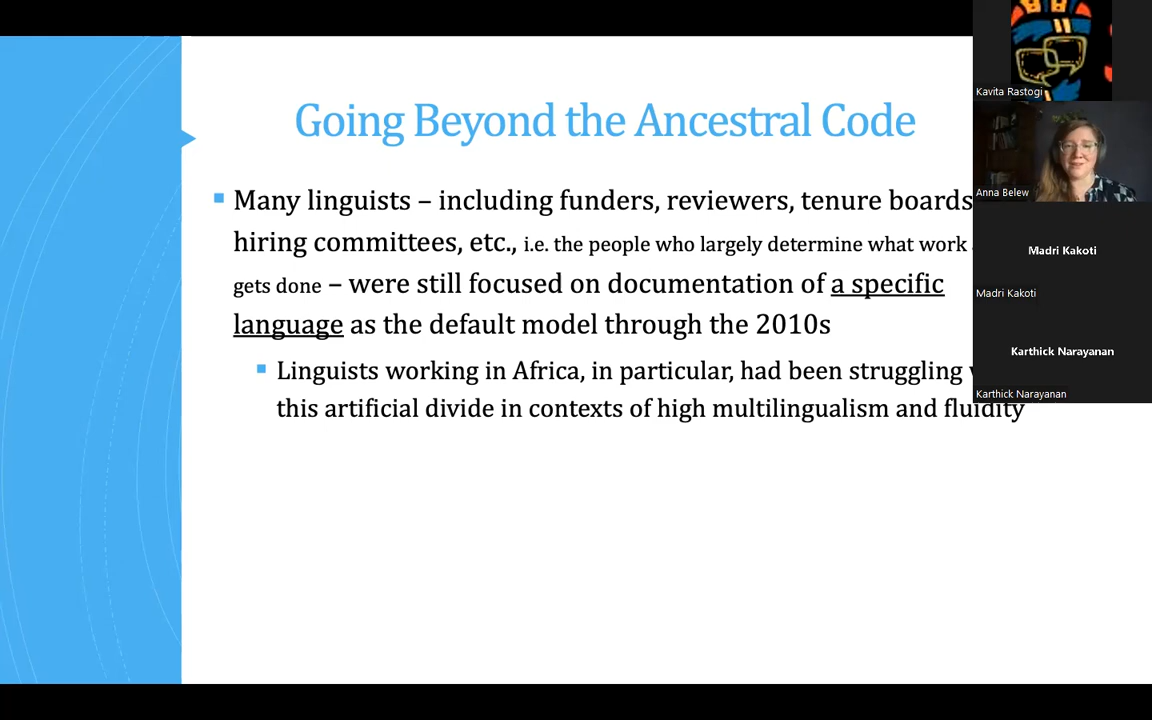 Going Beyond the Ancestral Code
Many linguists – including funders, reviewers, tenure boards
hiring committees, etc., i.e. the people who largely determine what work
gets done – were still focused on documentation of a specific
language as the default model through the 2010s
Linguists working in Africa, in particular, had been struggling
this artificial divide in contexts of high multilingualism and fluidity
Kavita Rastogi
Anna Belew
Madri Kakoti
Madri Kakoti
Karthick Narayanan
Karthick Narayanan